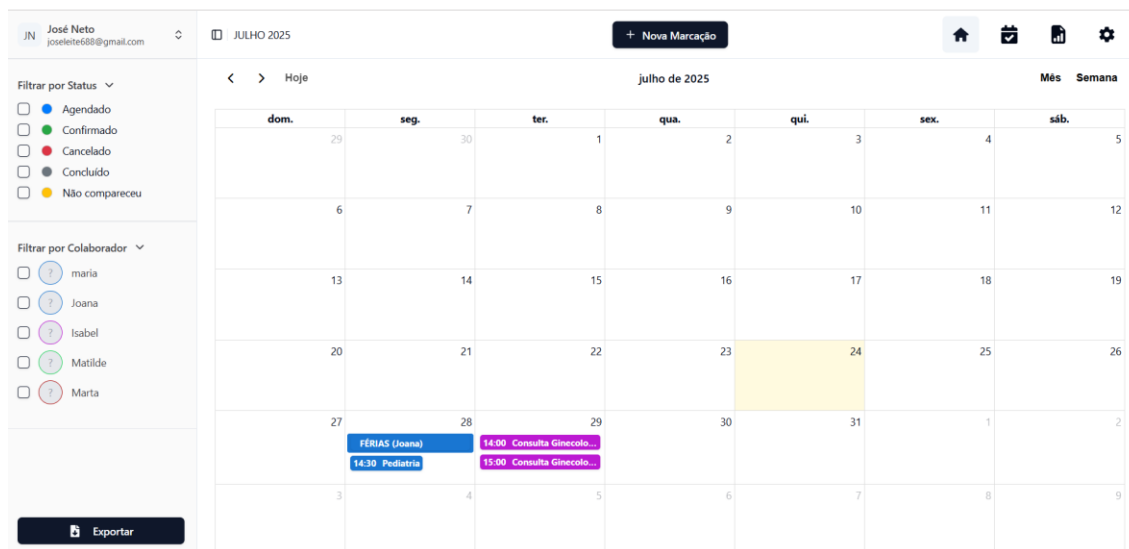 JN
José Neto
joseleite688@gmail.com
JULHO 2025
+ Nova Marcação
Filtrar por Status
Agendado
Confirmado
Cancelado
Concluído
Não compareceu
Filtrar por Colaborador
? maria
? Joana
? Isabel
? Matilde
? Marta
Exportar
Hoje
julho de 2025
Mês Semana
dom. seg. ter. qua. qui. sex. sáb.
29 30 1 2 3 4 5
6 7 8 9 10 11 12
13 14 15 16 17 18 19
20 21 22 23 24 25 26
27 28 29 30 31 1 2
FÉRIAS (Joana)
14:30 Pediatria
14:00 Consulta Ginecolo...
15:00 Consulta Ginecolo...
3 4 5 6 7 8 9